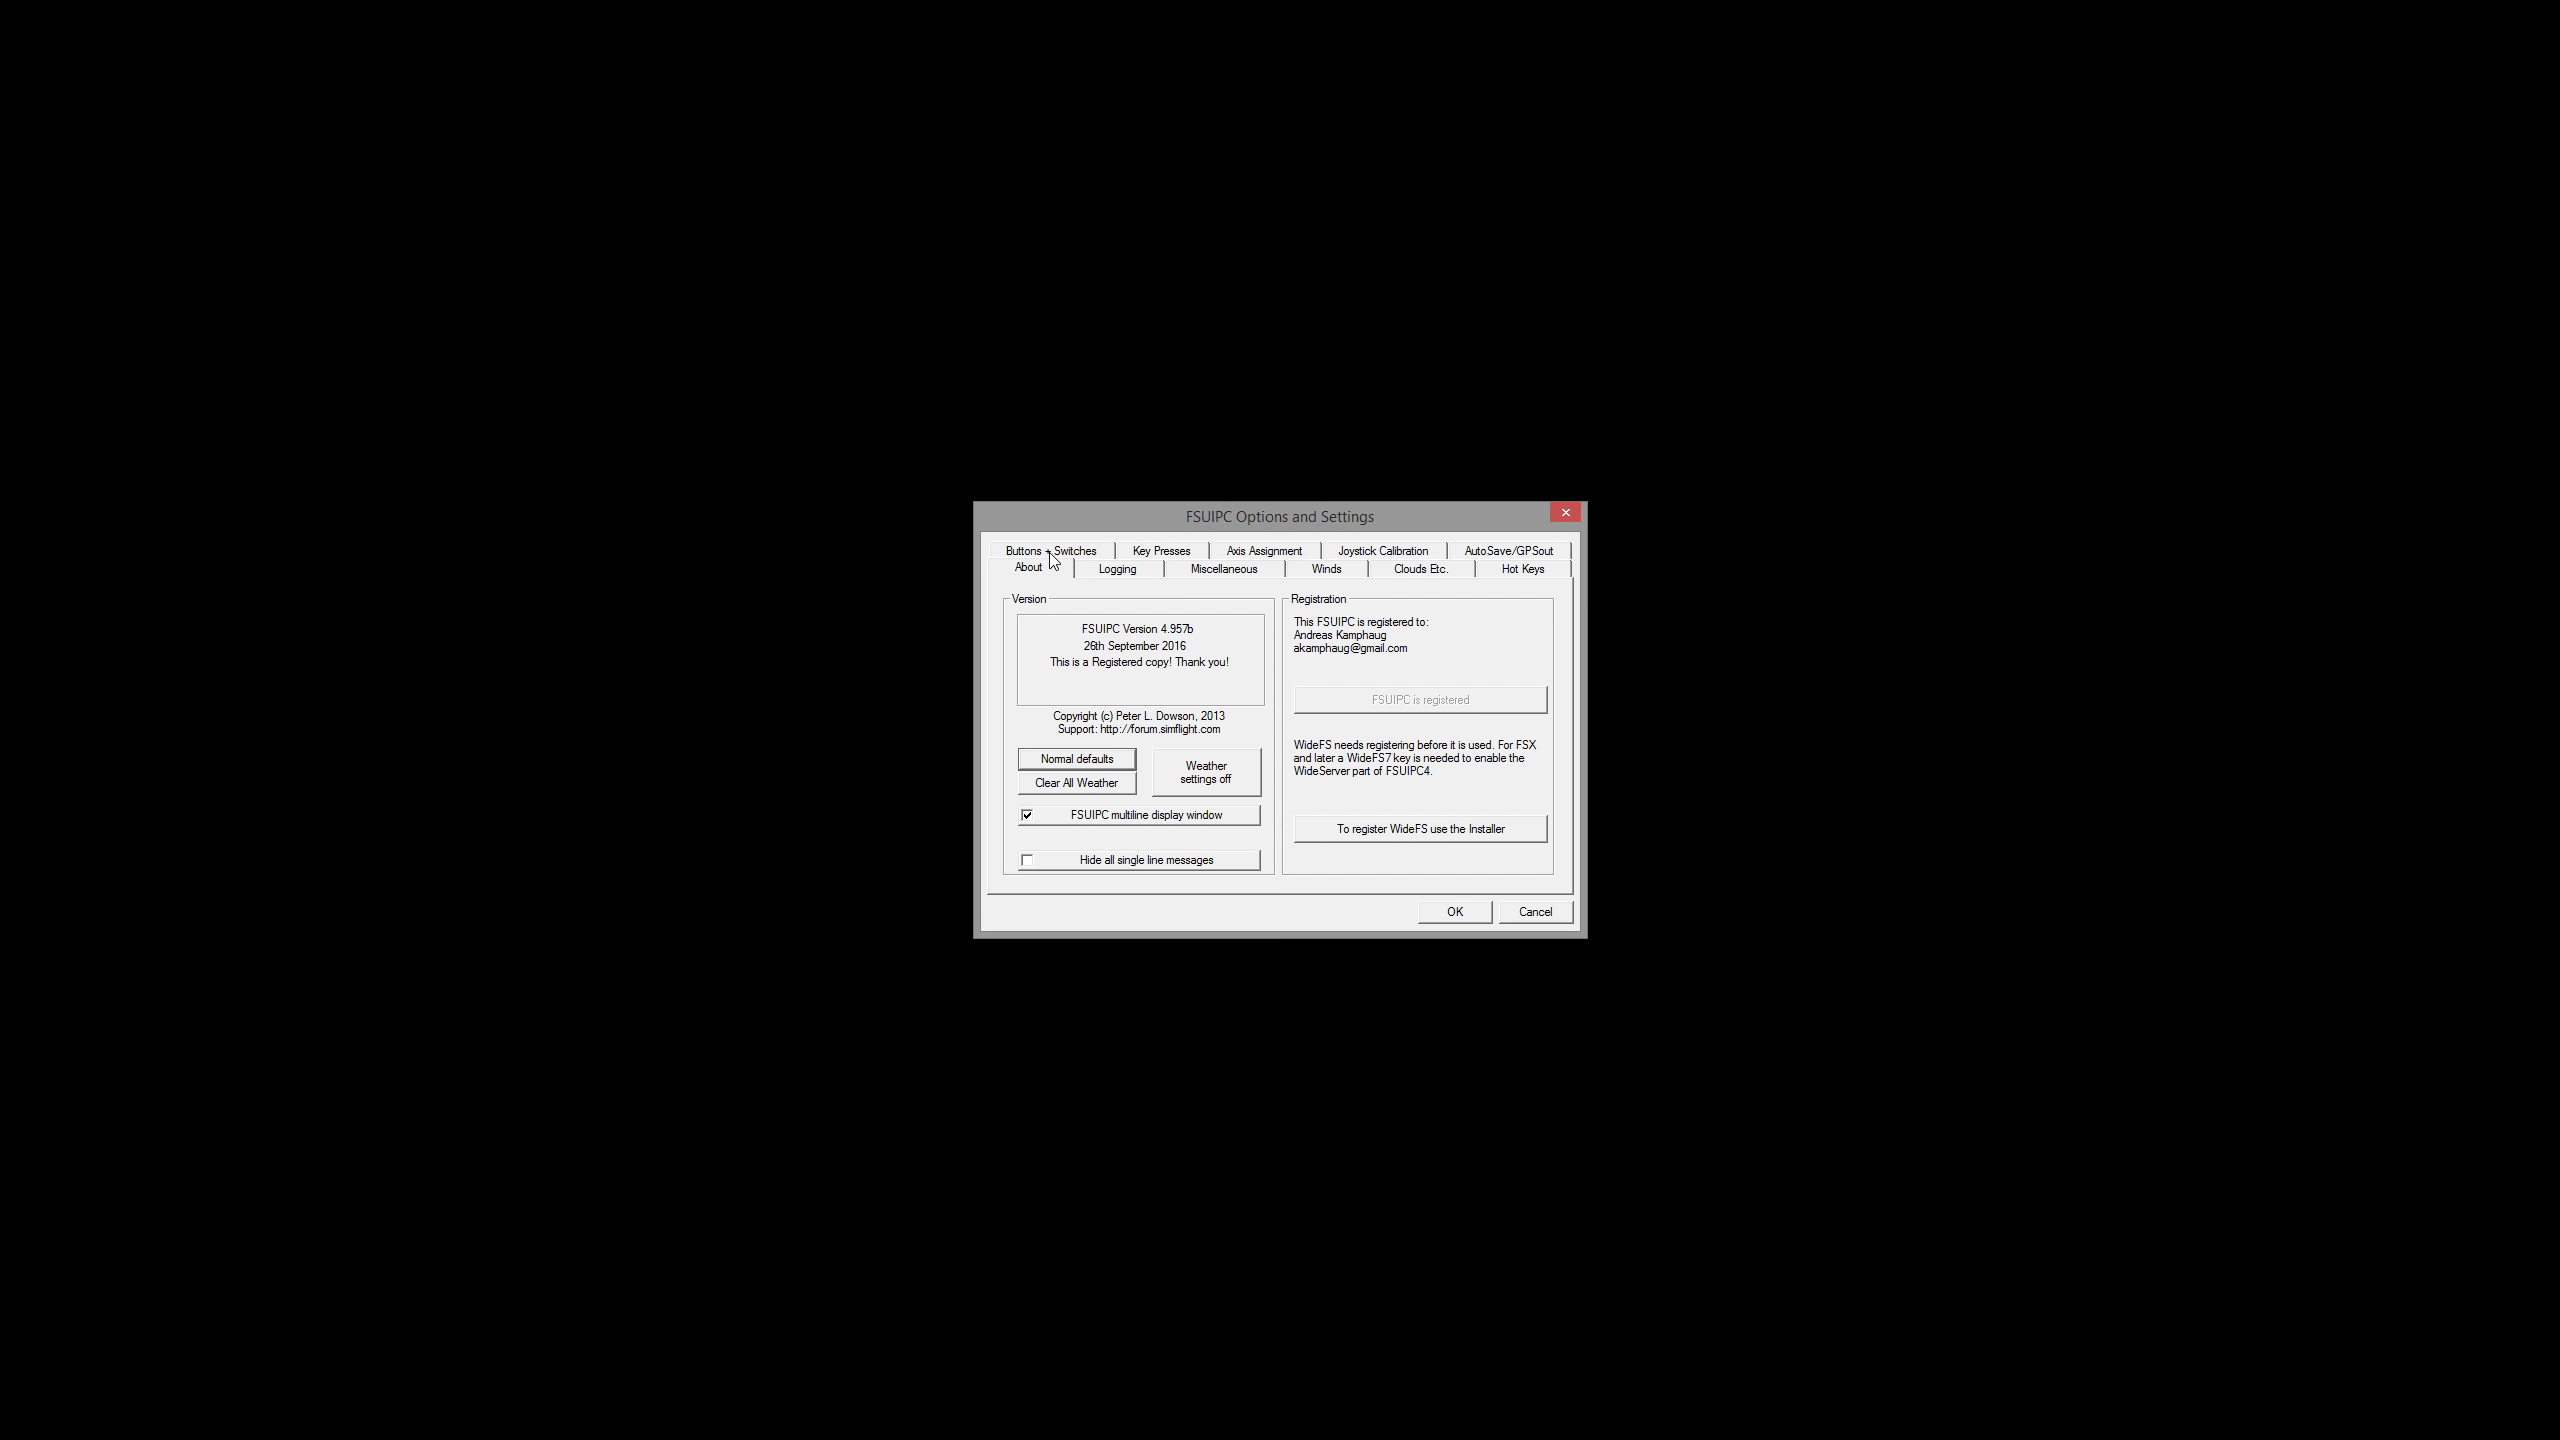 FSUIPC Options and Settings
Buttons + Switches
Key Presses
Axis Assignment
Joystick Calibration
AutoSave/GPSout
About
Logging
Miscellaneous
Winds
Clouds Etc.
Hot Keys
Version
FSUIPC Version 4.957b
26th September 2016
This is a Registered copy! Thank you!
Copyright (c) Peter L. Dowson, 2013
Support: http://forum.simflight.com
Normal defaults
Clear All Weather
Weather
settings off
FSUIPC multiline display window
Hide all single line messages
Registration
This FSUIPC is registered to:
Andreas Kamphaug
akamphaug@gmail.com
FSUIPC is registered
WideFS needs registering before it is used. For FSX
and later a WideFS7 key is needed to enable the
WideServer part of FSUIPC4.
To register WideFS use the Installer
OK
Cancel